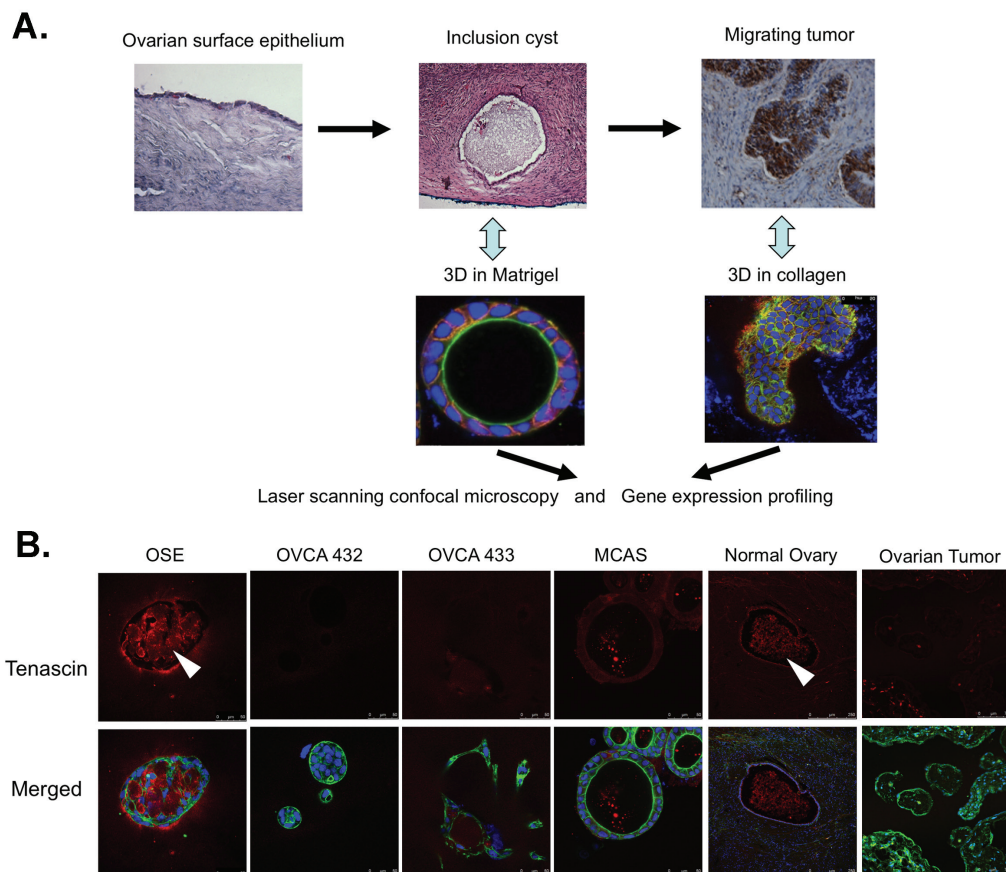 A.
Ovarian surface epithelium
Inclusion cyst
Migrating tumor
3D in Matrigel
3D in collagen
Laser scanning confocal microscopy and Gene expression profiling
B.
OSE
OVCA 432
OVCA 433
MCAS
Normal Ovary
Ovarian Tumor
Tenascin
Merged